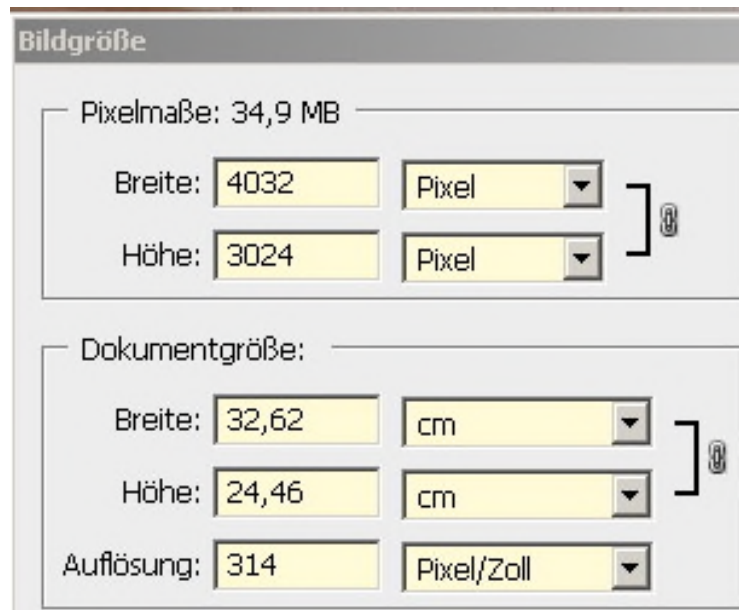 Bildgröße
Pixelmaße: 34,9 MB
Breite: 4032 Pixel
Höhe: 3024 Pixel
Dokumentgröße:
Breite: 32,62 cm
Höhe: 24,46 cm
Auflösung: 314 Pixel/Zoll